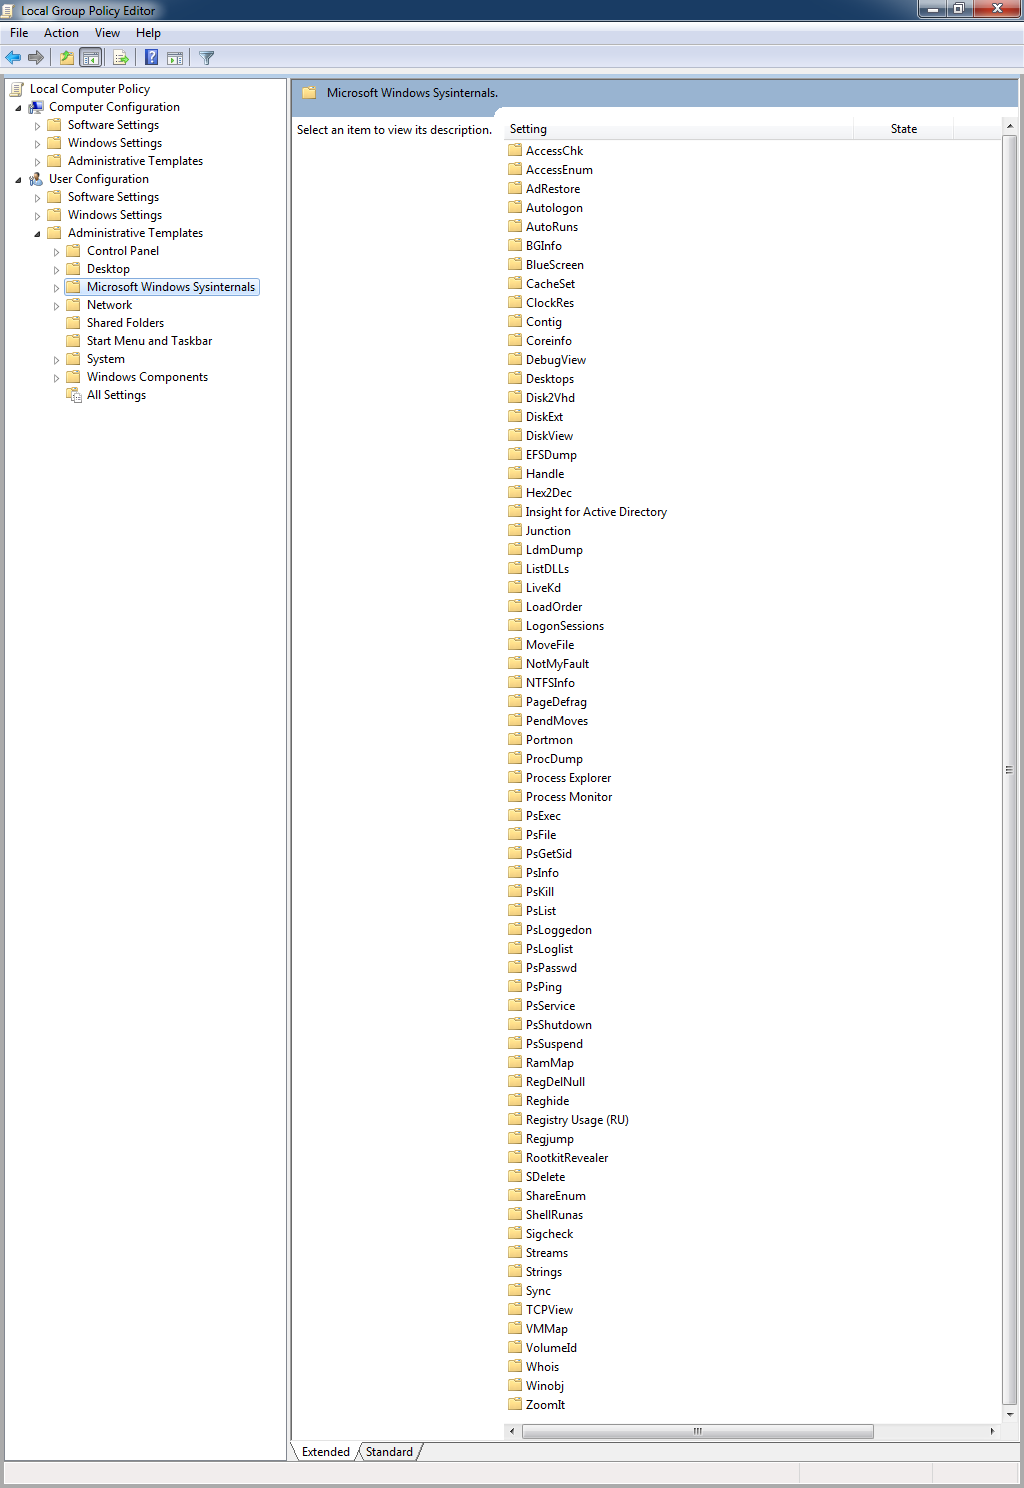 Local Group Policy Editor
File Action View Help
Local Computer Policy
Computer Configuration
Software Settings
Windows Settings
Administrative Templates
User Configuration
Software Settings
Windows Settings
Administrative Templates
Control Panel
Desktop
Microsoft Windows Sysinternals
Network
Shared Folders
Start Menu and Taskbar
System
Windows Components
All Settings
Microsoft Windows Sysinternals.
Select an item to view its description.
Setting State
AccessChk
AccessEnum
AdRestore
Autologon
AutoRuns
BGInfo
BlueScreen
CacheSet
ClockRes
Contig
Coreinfo
DebugView
Desktops
Disk2Vhd
DiskExt
DiskView
EFSDump
Handle
Hex2Dec
Insight for Active Directory
Junction
LdmDump
ListDLLs
LiveKd
LoadOrder
LogonSessions
MoveFile
NotMyFault
NTFSInfo
PageDefrag
PendMoves
Portmon
ProcDump
Process Explorer
Process Monitor
PsExec
PsFile
PsGetSid
PsInfo
PsKill
PsList
PsLoggedon
PsLoglist
PsPasswd
PsPing
PsService
PsShutdown
PsSuspend
RamMap
RegDelNull
Reghide
Registry Usage (RU)
Regjump
RootkitRevealer
SDelete
ShareEnum
ShellRunas
Sigcheck
Streams
Strings
Sync
TCPView
VMMap
VolumeId
Whois
Winobj
ZoomIt
Extended Standard